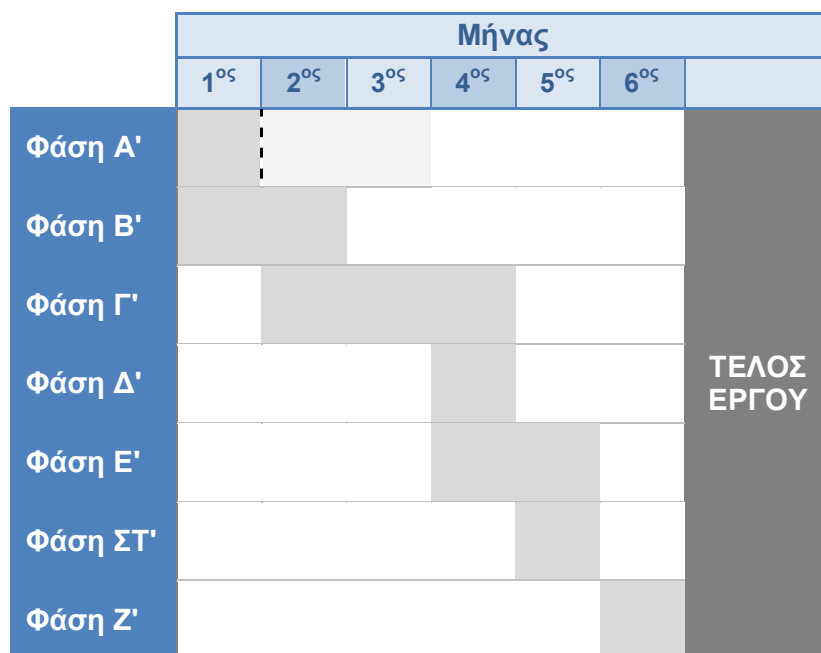 Μήνας
1ος 2ος 3ος 4ος 5ος 6ος
Φάση Α'
Φάση Β'
Φάση Γ'
Φάση Δ'
ΤΕΛΟΣ
ΕΡΓΟΥ
Φάση Ε'
Φάση ΣΤ'
Φάση Ζ'